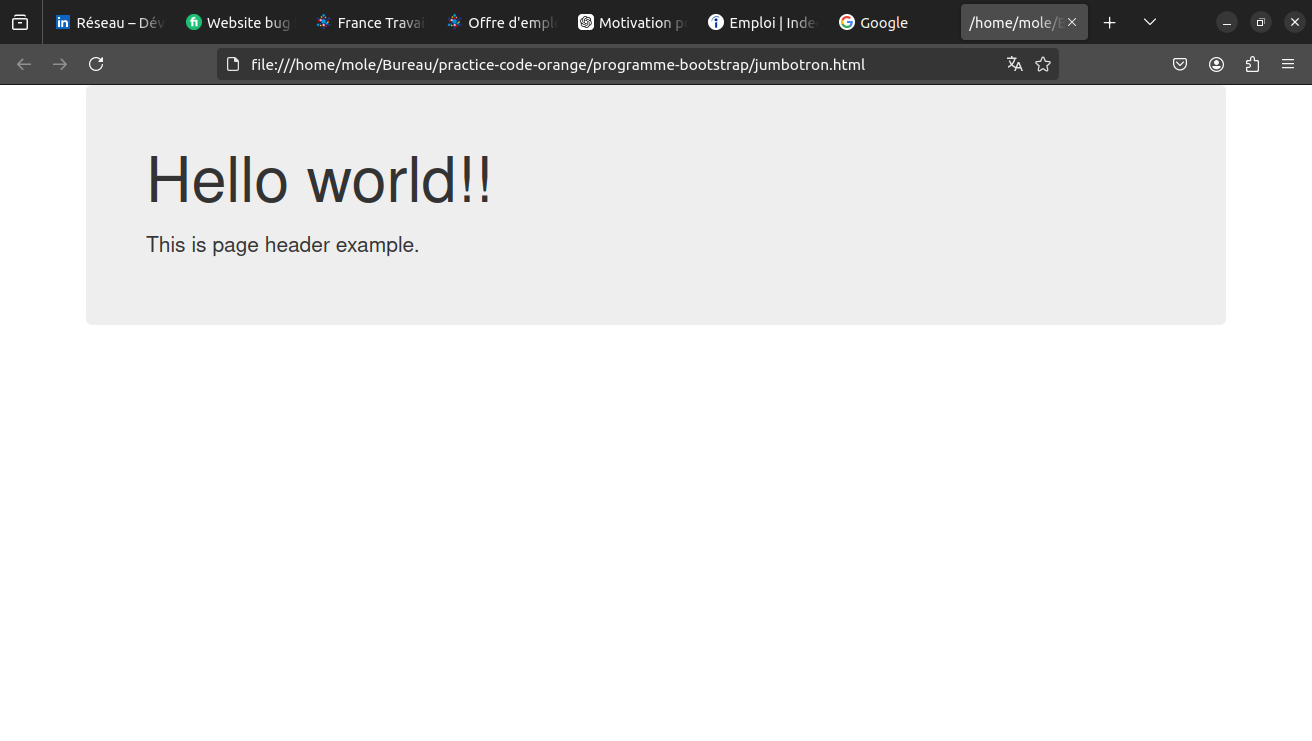 Réseau – Dév
Website bug
France Travai
Offre d'empl
Motivation p
Emploi | Inde
Google
/home/mole/
file:///home/mole/Bureau/practice-code-orange/programme-bootstrap/jumbotron.html
Hello world!!
This is page header example.